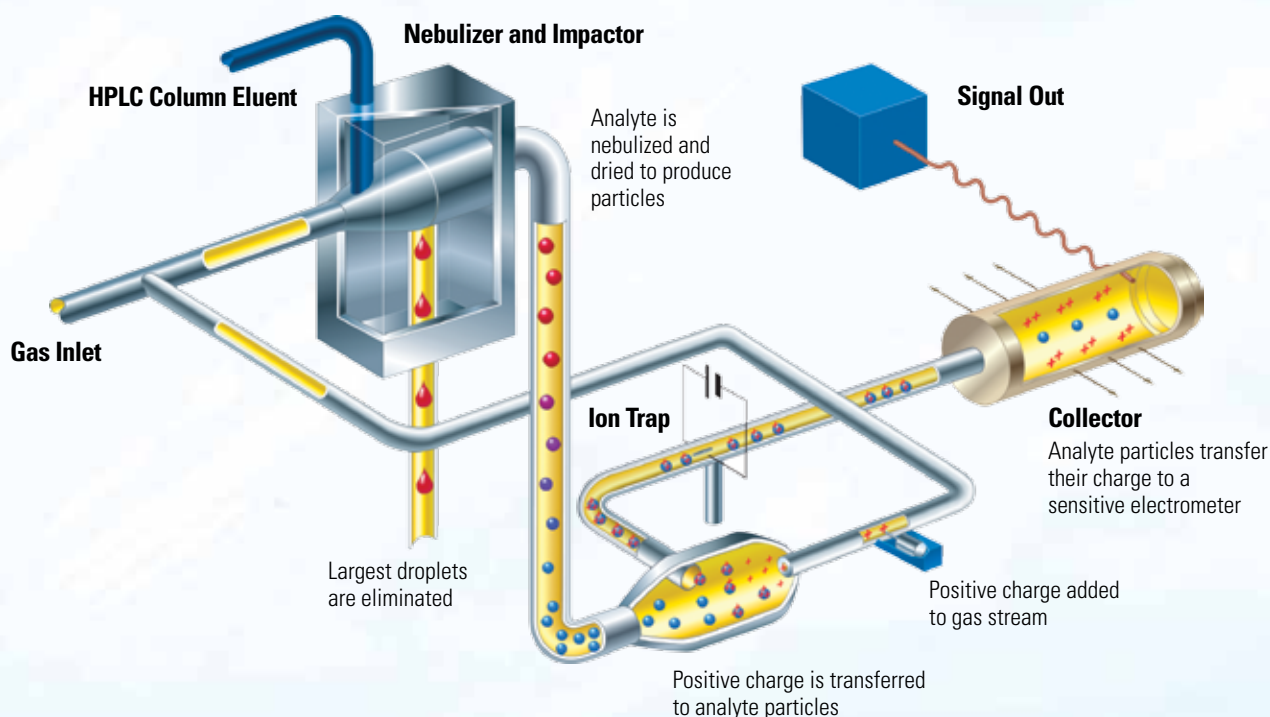 Nebulizer and Impactor
HPLC Column Eluent
Analyte is
nebulized and
dried to produce
particles
Signal Out
Gas Inlet
Ion Trap
Collector
Analyte particles transfer
their charge to a
sensitive electrometer
Largest droplets
are eliminated
Positive charge added
to gas stream
Positive charge is transferred
to analyte particles